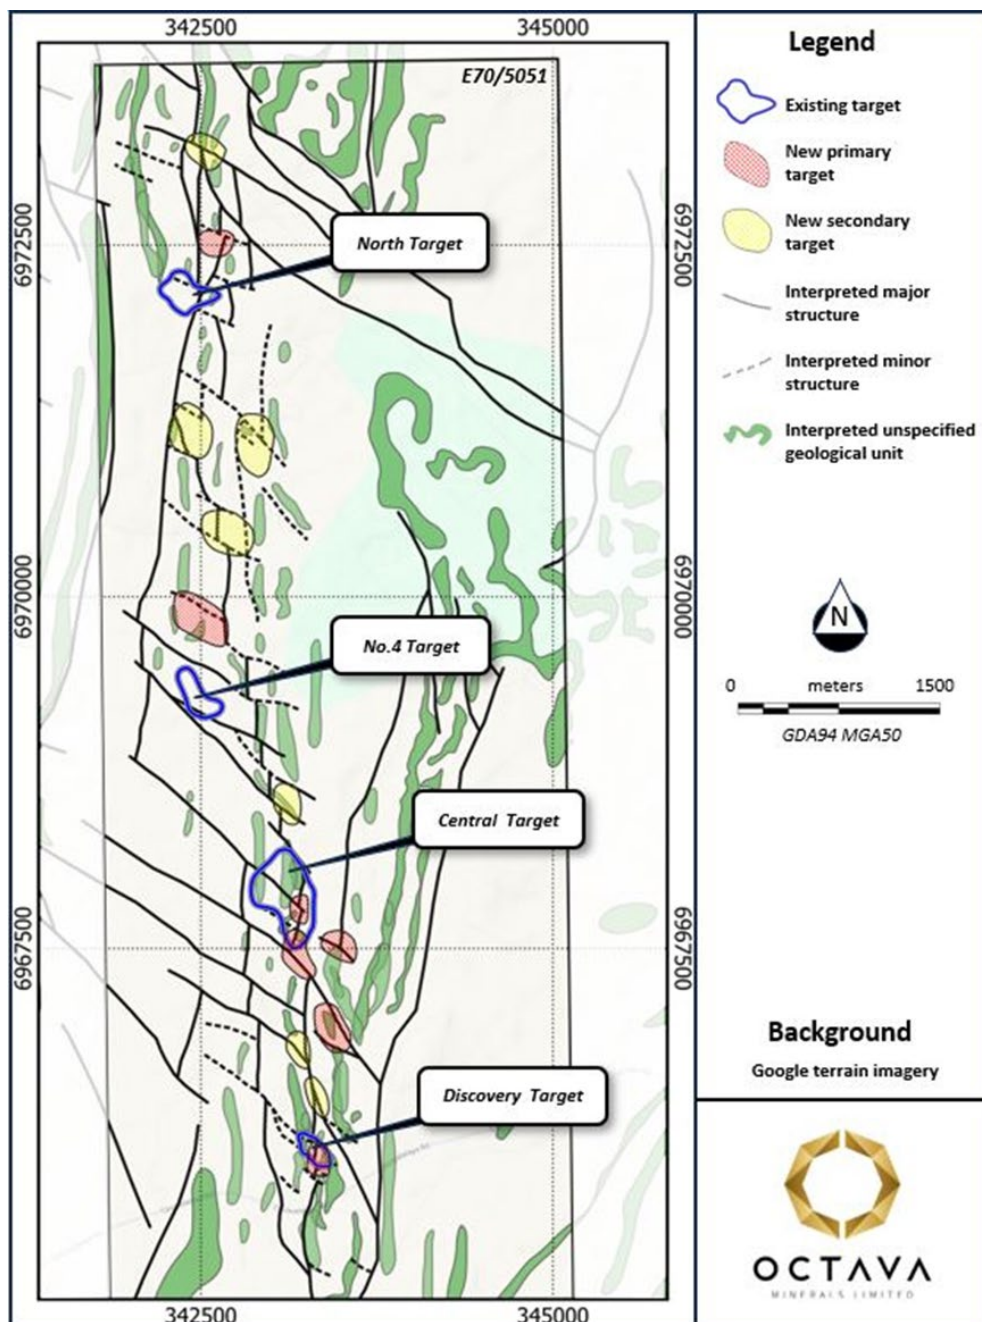 342500
345000
E70/5051
6972500
6972500
North Target
6970000
6970000
No.4 Target
Central Target
6967500
6967500
Discovery Target
342500
345000
Legend
Existing target
New primary
target
New secondary
target
Interpreted major
structure
Interpreted minor
structure
Interpreted unspecified
geological unit
N
0 meters 1500
GDA94 MGA50
Background
Google terrain imagery
OCTAVA
MINERALS LIMITED